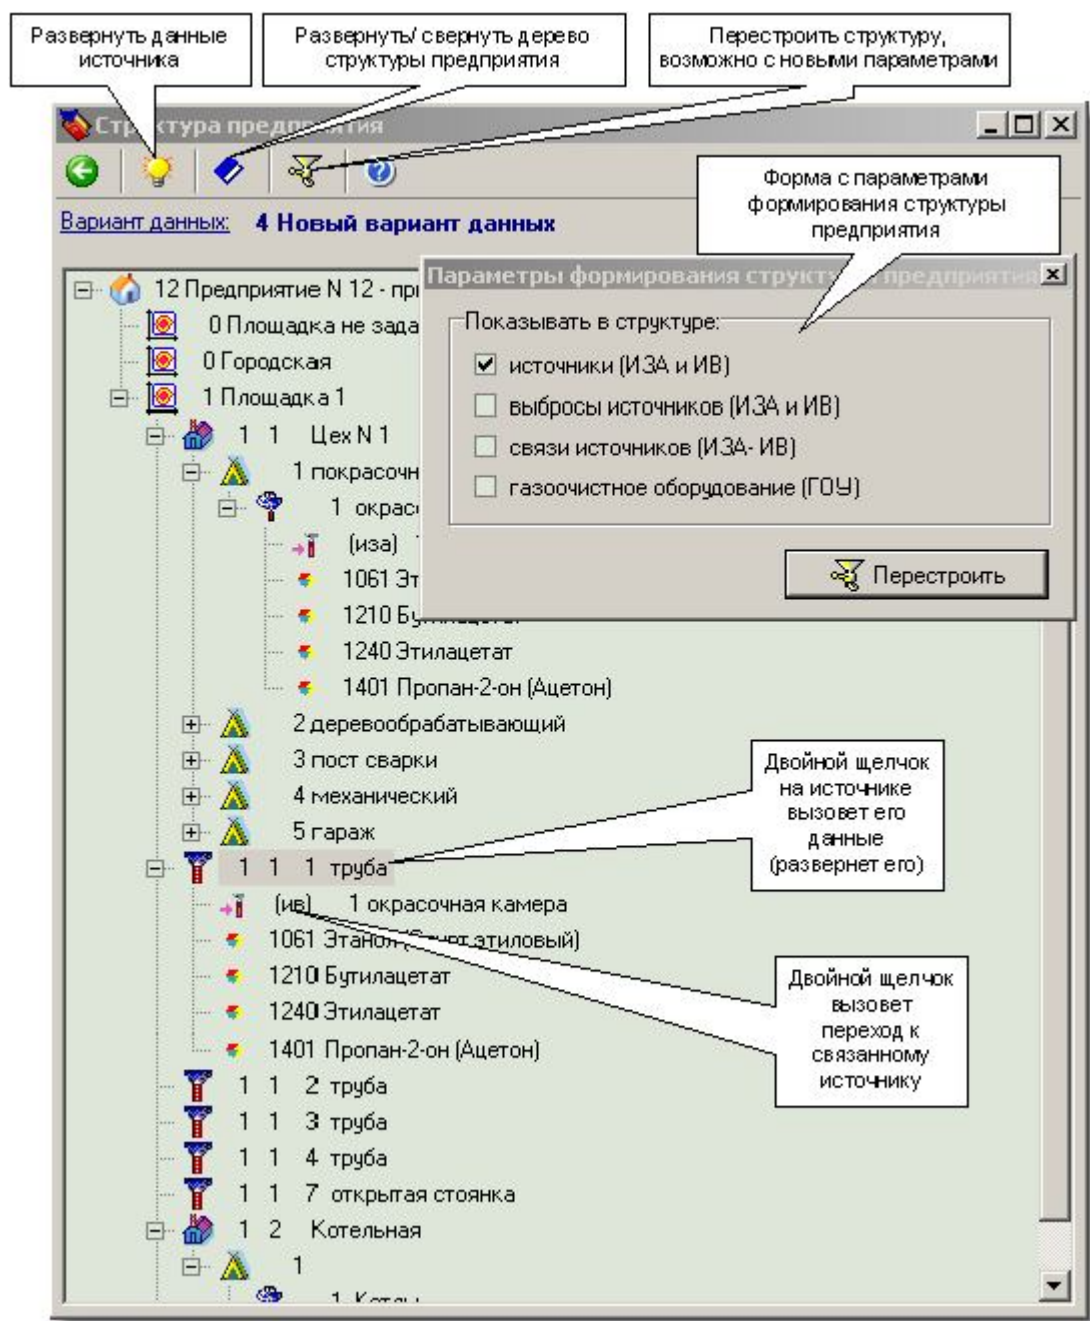 Развернуть данные
источника
Развернуть/ свернуть дерево
структуры предприятия
Перестроить структуру,
возможно с новыми параметрами
Структура предприятия
Форма с параметрами
формирования структуры
предприятия
Вариант данных: 4 Новый вариант данных
Параметры формирования структуры предприятия
Показывать в структуре:
источники (ИЗА и ИВ)
выбросы источников (ИЗА и ИВ)
связи источников (ИЗА- ИВ)
газоочистное оборудование (ГОУ)
Перестроить
12 Предприятие N 12 - пр
0 Площадка не зада
0 Городская
1 Площадка 1
1 1 Цех N 1
1 покрасочн
1 окрас
(иза)
1061 Эт
1210 Бутилацетат
1240 Этилацетат
1401 Пропан-2-он (Ацетон)
2 деревообрабатывающий
3 пост сварки
4 механический
5 гараж
1 1 1 труба
(ив) 1 окрасочная камера
1061 Этанол (Спирт этиловый)
1210 Бутилацетат
1240 Этилацетат
1401 Пропан-2-он (Ацетон)
1 1 2 труба
1 1 3 труба
1 1 4 труба
1 1 7 открытая стоянка
1 2 Котельная
1
1 Котлы
Двойной щелчок
на источнике
вызовет его
данные
(развернет его)
Двойной щелчок
вызовет
переход к
связанному
источнику